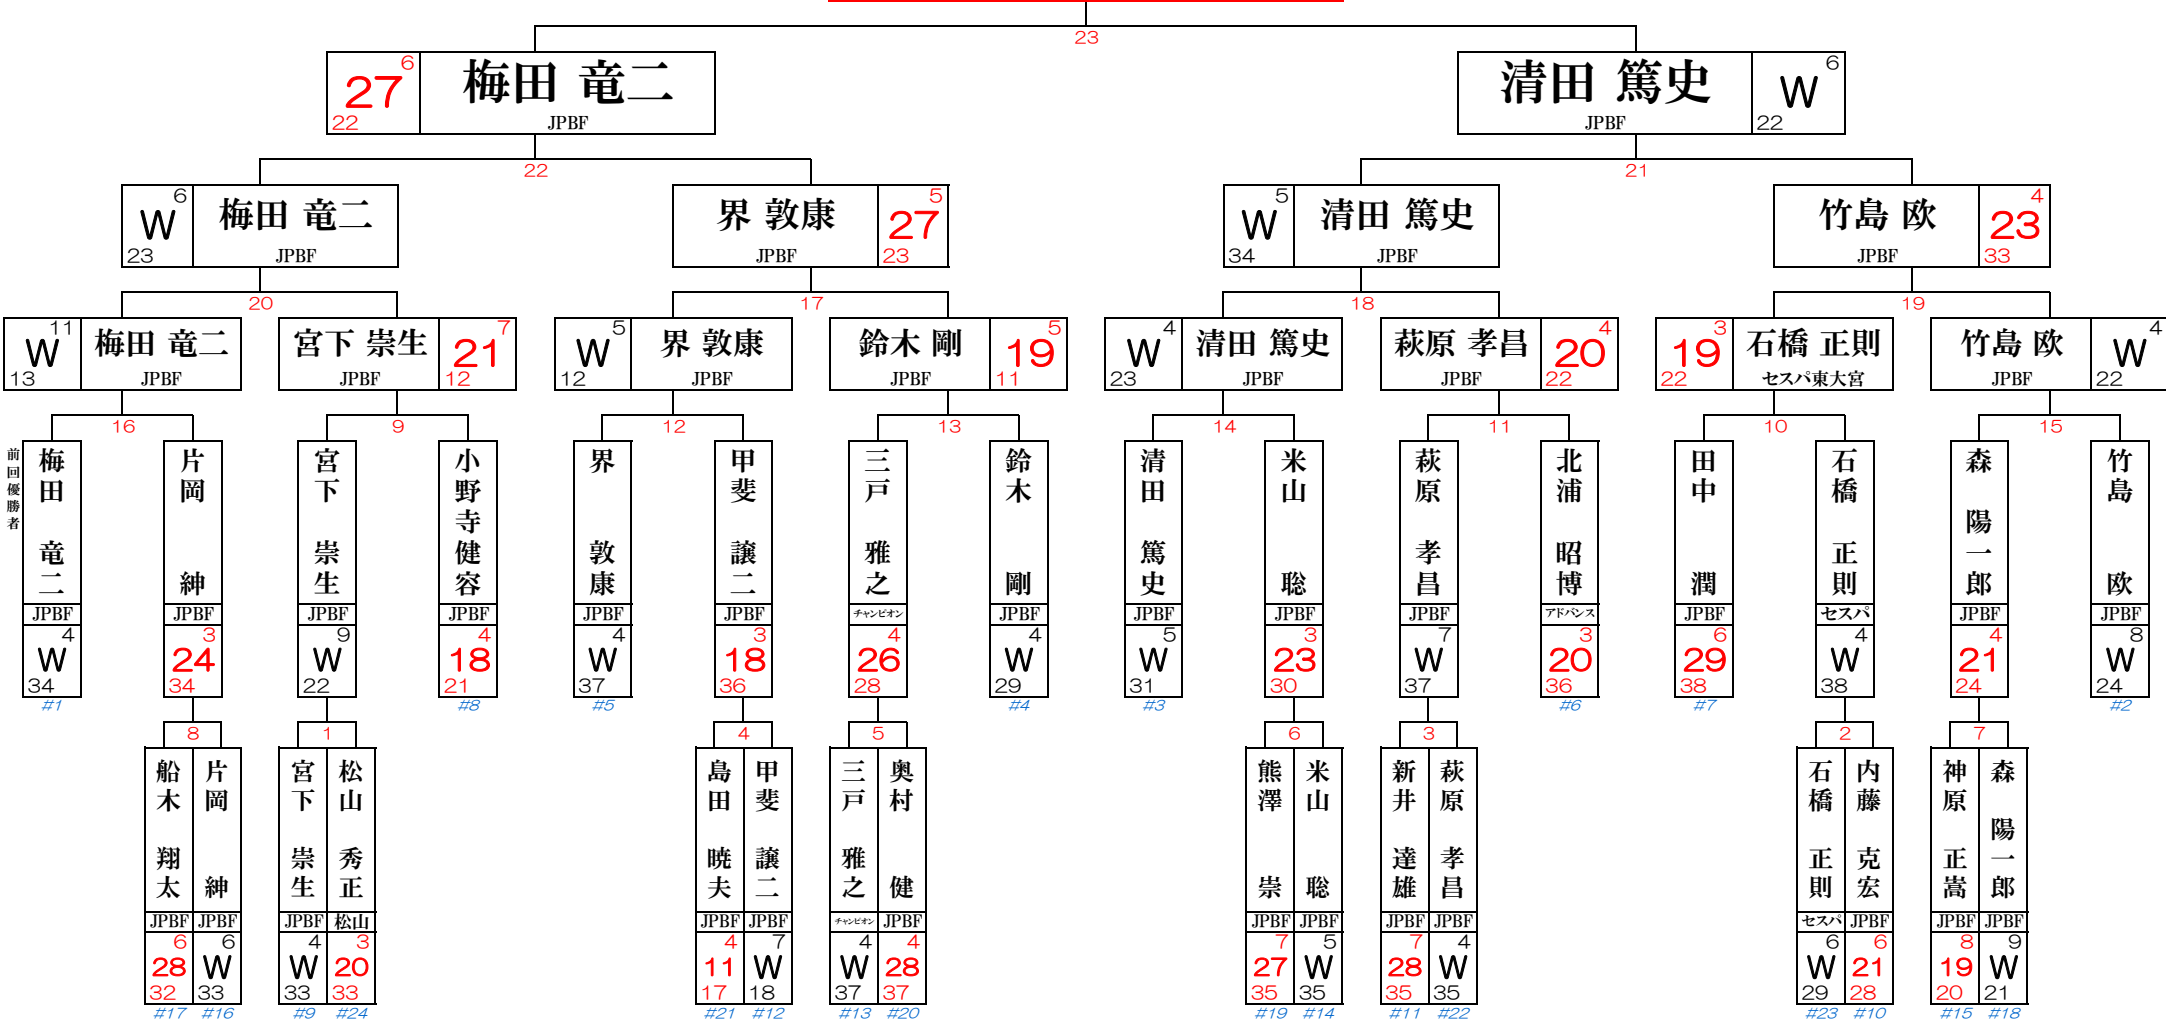 23
6
27
22
梅田 竜二
JPBF
清田 篤史
JPBF
6
W
22
22
21
6
W
23
梅田 竜二
JPBF
界 敦康
JPBF
5
27
23
5
W
34
清田 篤史
JPBF
竹島 欧
JPBF
4
23
33
20
17
18
19
11
W
13
梅田 竜二
JPBF
宮下 崇生
JPBF
7
21
12
5
W
12
界 敦康
JPBF
鈴木 剛
JPBF
5
19
11
4
W
23
清田 篤史
JPBF
萩原 孝昌
JPBF
4
20
22
3
19
22
石橋 正則
セスパ東大宮
竹島 欧
JPBF
4
W
22
16
9
12
13
14
11
10
15
前回優勝者
梅田 竜二
JPBF
4
W
34
#1
片岡 紳
JPBF
3
24
34
宮下 崇生
JPBF
9
W
22
小野寺健容
JPBF
4
18
21
#8
界 敦康
JPBF
4
W
37
#5
甲斐 譲二
JPBF
3
18
36
三戸 雅之
チャンピオン
4
26
28
鈴木 剛
JPBF
4
W
29
#4
清田 篤史
JPBF
5
W
31
#3
米山 聡
JPBF
3
23
30
萩原 孝昌
JPBF
7
W
37
北浦 昭博
アドバンス
3
20
36
#6
田中 潤
JPBF
6
29
38
#7
石橋 正則
セスパ
4
W
38
森 陽一郎
JPBF
4
21
24
竹島 欧
JPBF
8
W
24
#2
8
1
4
5
6
3
2
7
船木 翔太
JPBF
6
28
32
#17
片岡 紳
JPBF
6
W
33
#16
宮下 崇生
JPBF
4
W
33
#9
松山 秀正
松山
3
20
33
#24
島田 暁夫
JPBF
4
11
17
#21
甲斐 譲二
JPBF
7
W
18
#12
三戸 雅之
チャンピオン
4
W
37
#13
奥村 健
JPBF
4
28
37
#20
熊澤 崇
JPBF
7
27
35
#19
米山 聡
JPBF
5
W
35
#14
新井 達雄
JPBF
7
28
35
#11
萩原 孝昌
JPBF
4
W
35
#22
石橋 正則
セスパ
6
W
29
#23
内藤 克宏
JPBF
6
21
28
#10
神原 正嵩
JPBF
8
19
20
#15
森 陽一郎
JPBF
9
W
21
#18